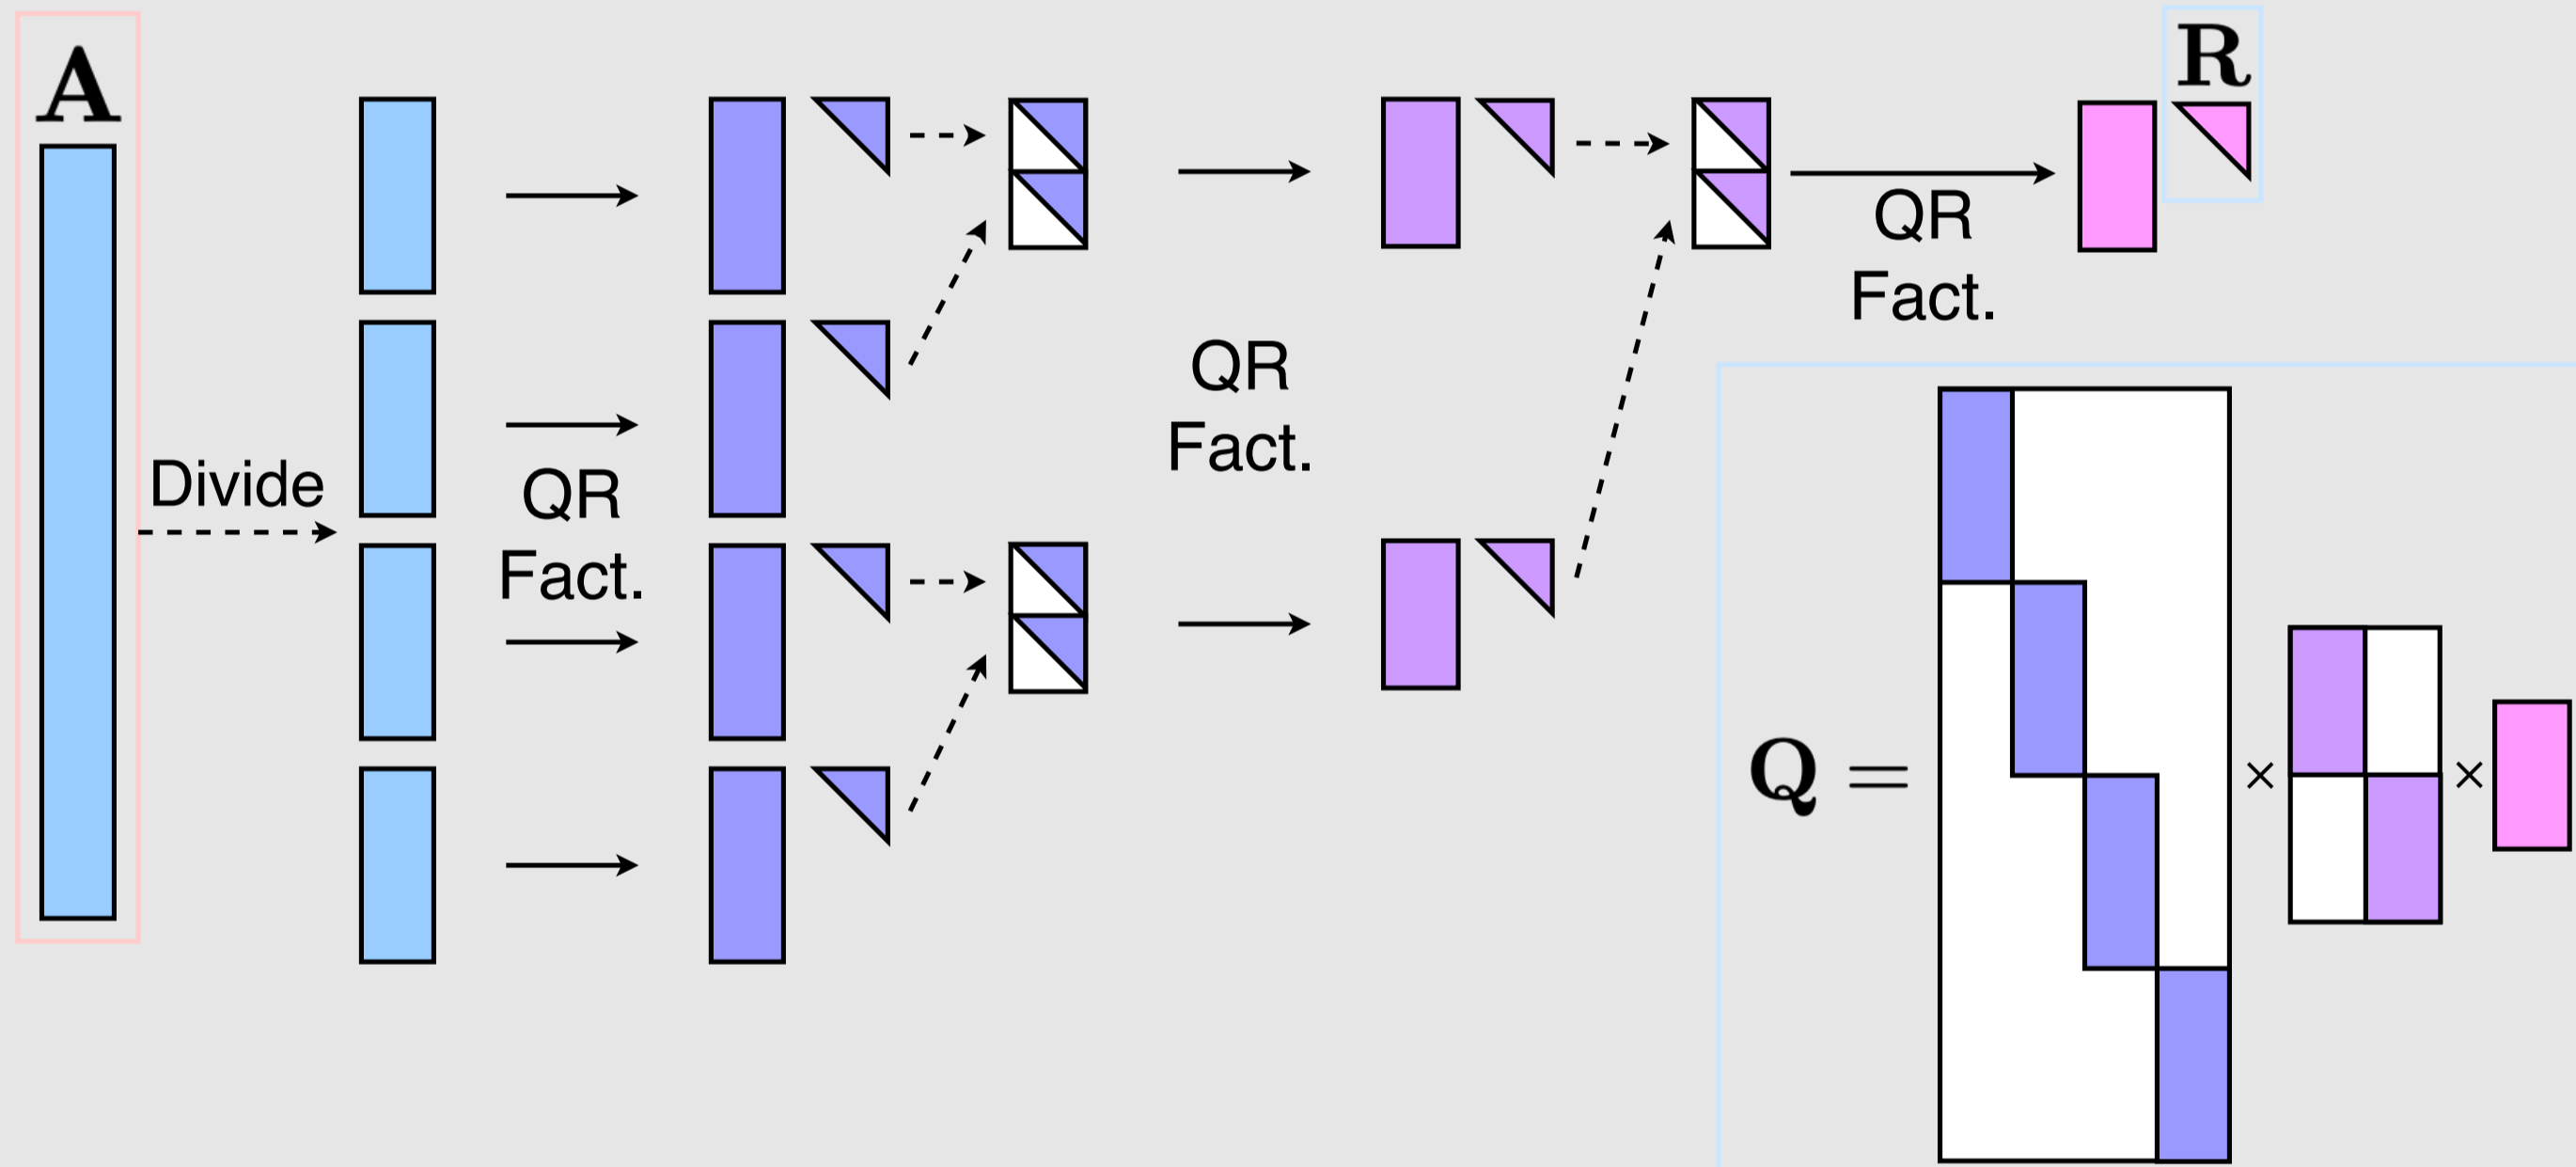 A
Divide
QR
Fact.
QR
Fact.
QR
Fact.
R
Q =
×
×